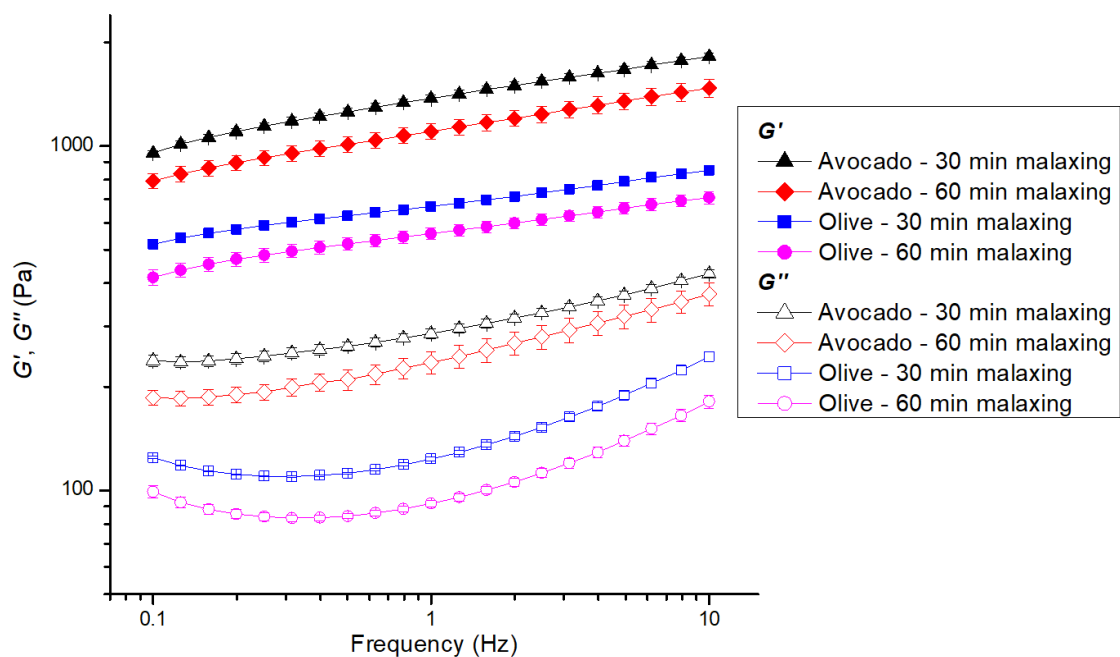 G', G'' (Pa)
1000
100
0.1
1
10
Frequency (Hz)
G'
Avocado - 30 min malaxing
Avocado - 60 min malaxing
Olive - 30 min malaxing
Olive - 60 min malaxing
G''
Avocado - 30 min malaxing
Avocado - 60 min malaxing
Olive - 30 min malaxing
Olive - 60 min malaxing